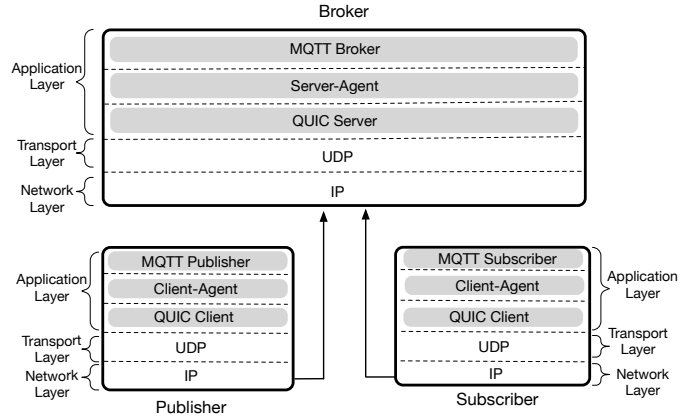 Broker
Application
Layer
MQTT Broker
Server-Agent
QUIC Server
Transport
Layer
UDP
Network
Layer
IP
Application
Layer
MQTT Publisher
Client-Agent
QUIC Client
Transport
Layer
UDP
Network
Layer
IP
Publisher
MQTT Subscriber
Client-Agent
QUIC Client
Application
Layer
UDP
Transport
Layer
IP
Network
Layer
Subscriber